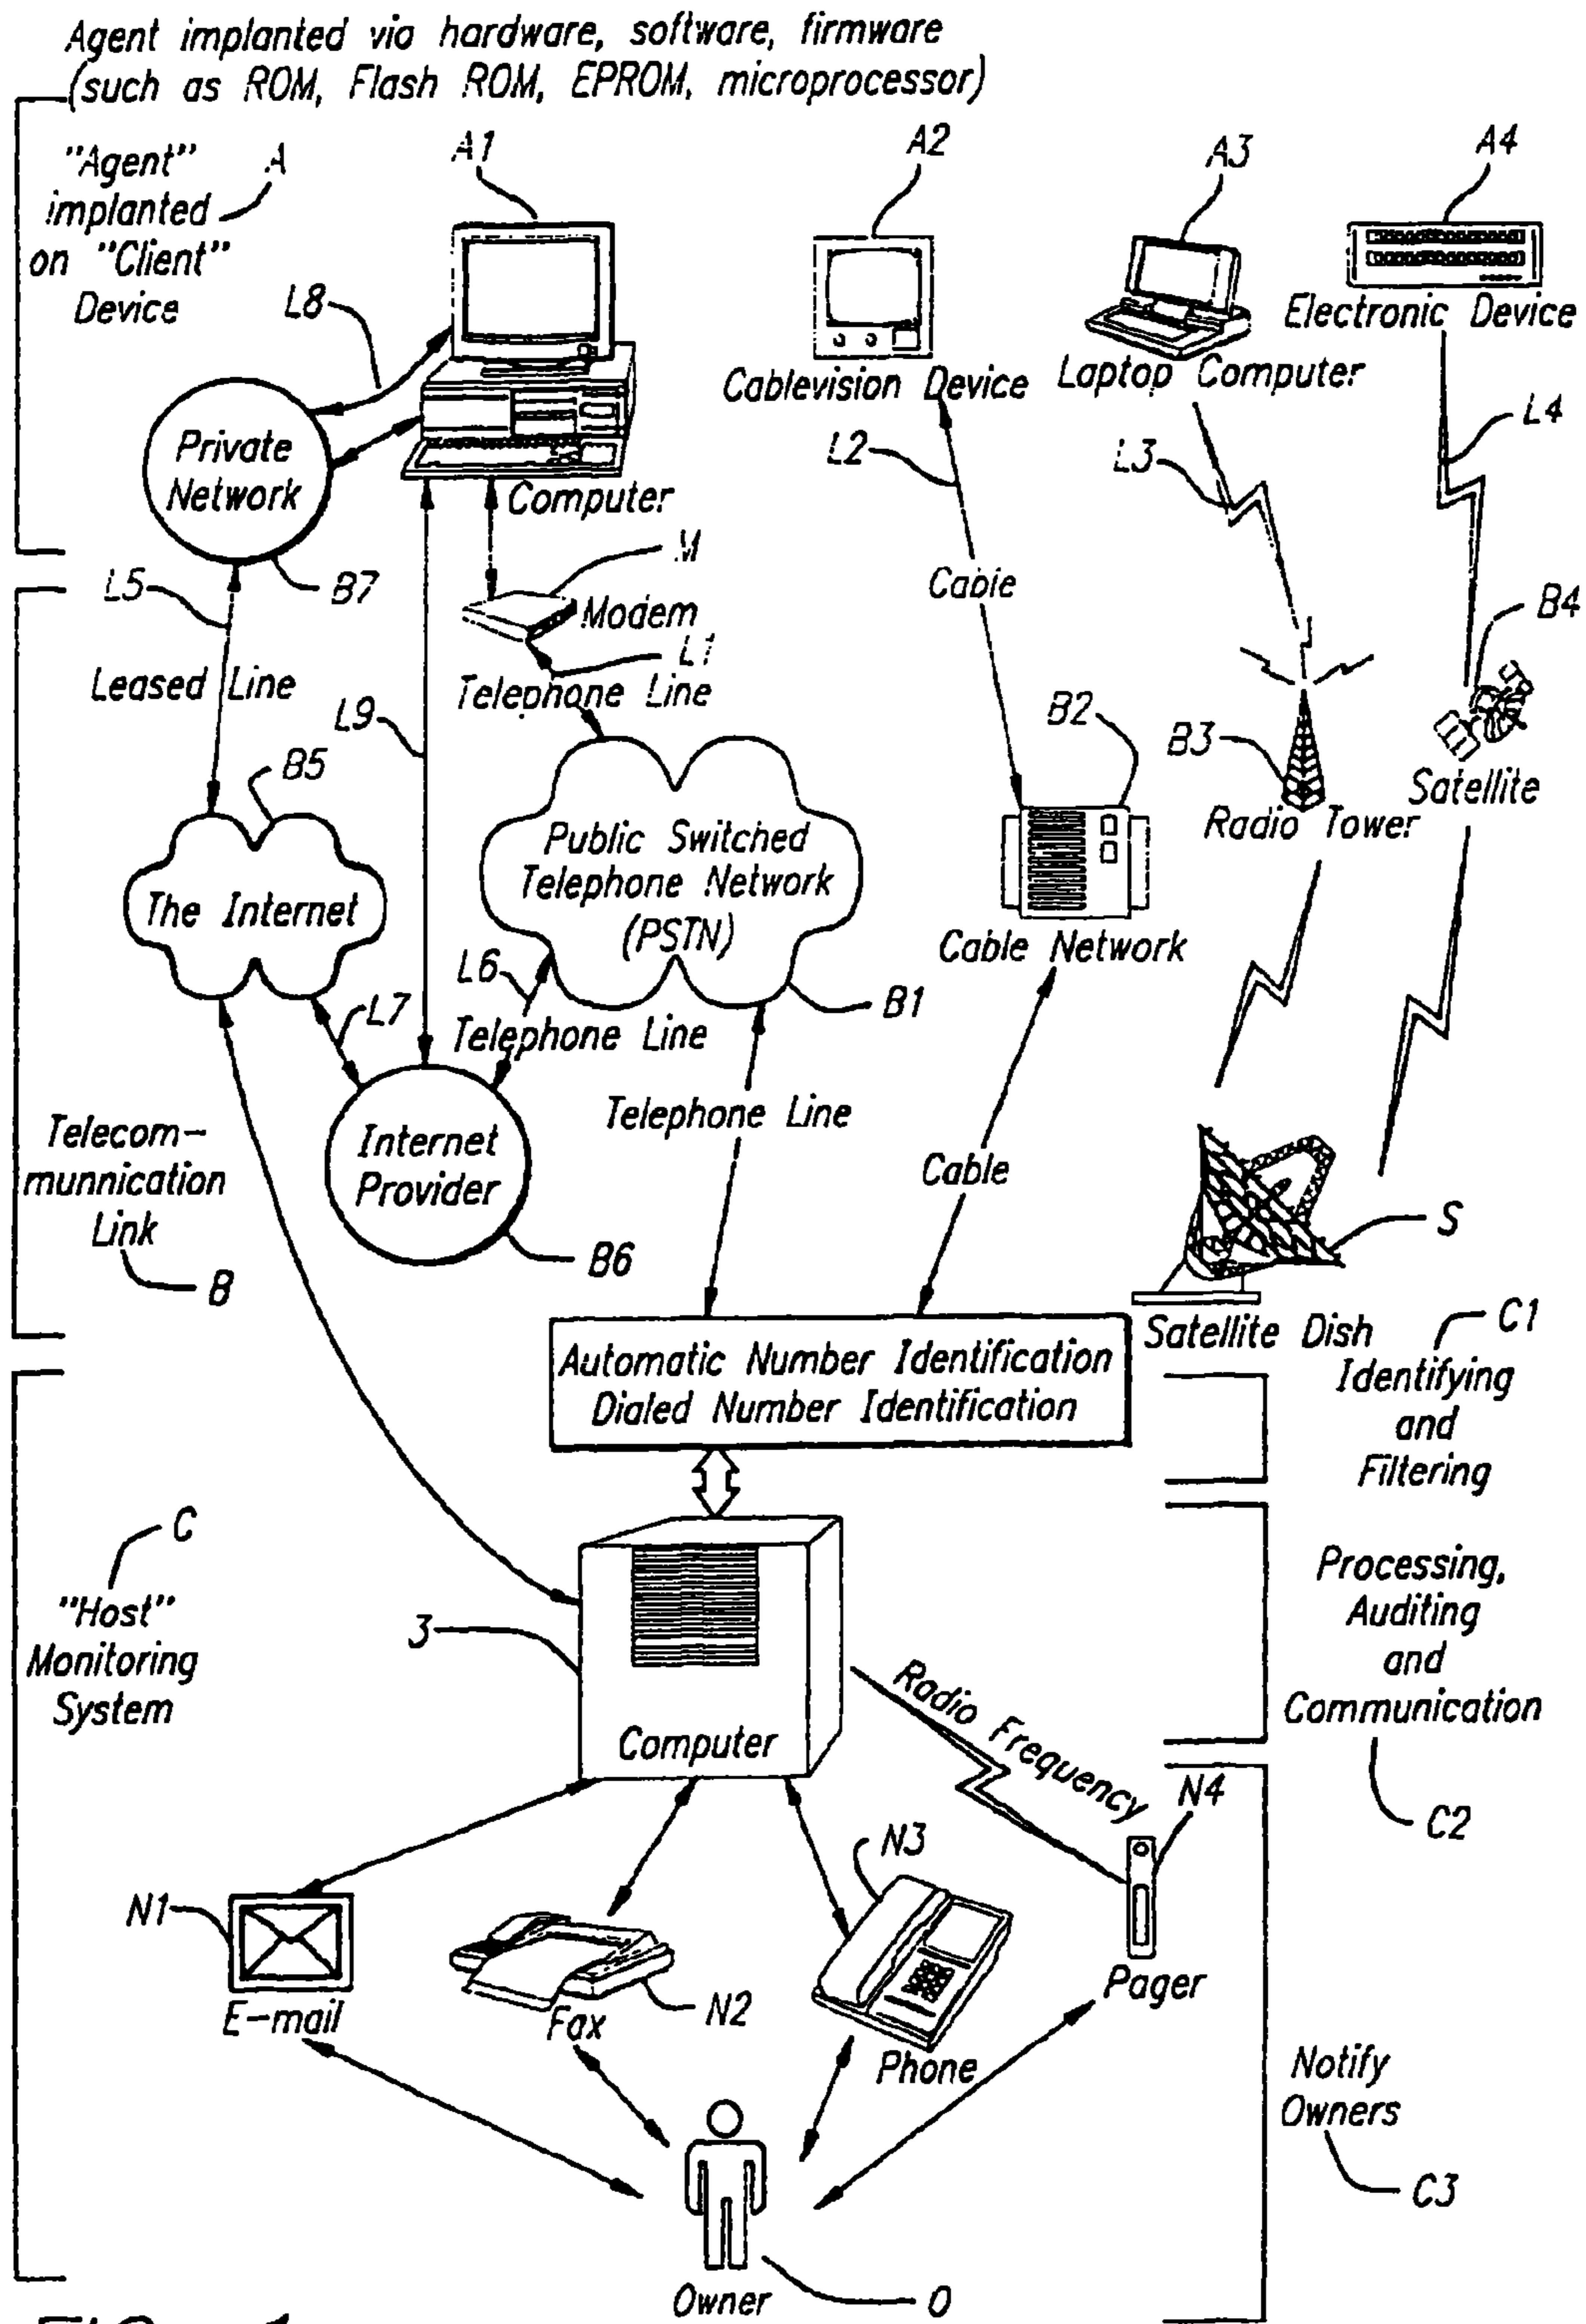 Agent implanted via hardware, software, firmware
(such as ROM, Flash ROM, EPROM, microprocessor)
"Agent"
implanted
on "Client"
Device
A
A1
A2
A3
A4
L8
Electronic Device
Cablevision Device
Laptop Computer
Private
Network
Computer
L2
L3
L4
L5
B7
M
Modem
Cable
B4
Leased Line
L1
Telephone Line
L9
B2
B3
Satellite
B5
Radio Tower
Public Switched
Telephone Network
(PSTN)
The Internet
Cable Network
L6
B1
L7
Telephone Line
Telephone Line
Telecom-
munnication
Link
B
Internet
Provider
B6
Cable
S
Satellite Dish
C1
Identifying
and
Filtering
Automatic Number Identification
Dialed Number Identification
C
"Host"
Monitoring
System
3
Computer
Processing,
Auditing
and
Communication
C2
Radio Frequency
N4
N3
N1
E-mail
N2
Fax
Phone
Pager
Notify
Owners
C3
Owner
O